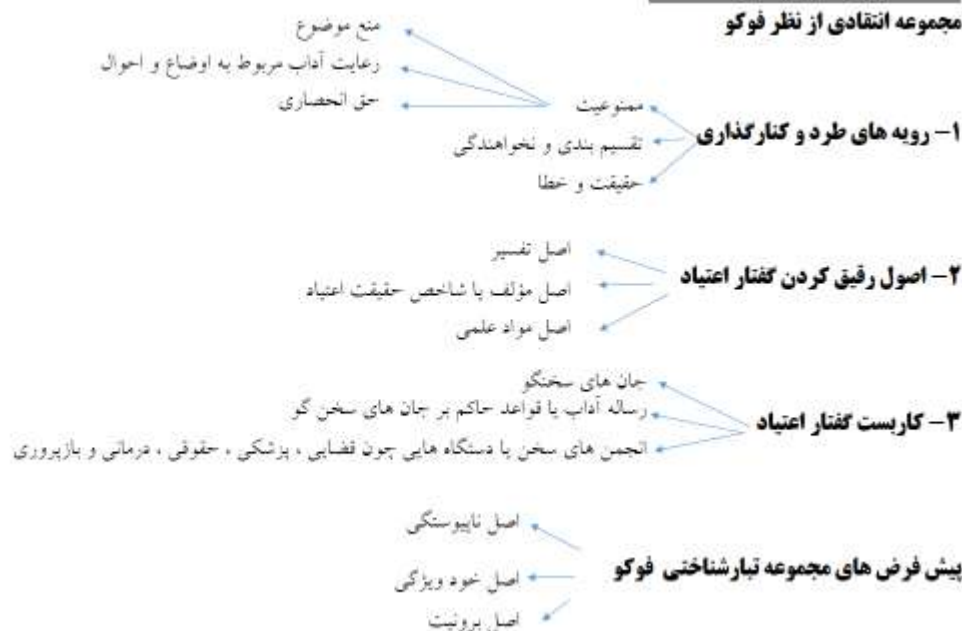 مجموعه انتقادی از نظر فوکو
منع موضوع
رعایت آداب مربوط به اوضاع و احوال
حق انحصاری
۱– رویه های طرد و کنارگذاری
ممنوعیت
تقسیم بندی و نخواهندگی
حقیقت و خطا
۲– اصول رقیق کردن گفتار اعتیاد
اصل تفسیر
اصل مؤلف یا شاخص حقیقت اعتیاد
اصل مواد علمی
۳– کاربست گفتار اعتیاد
جان های سخنگو
رساله آداب یا قواعد حاکم بر جان های سخن گو
انجمن های سخن یا دستگاه هایی چون قضایی ، پزشکی ، حقوقی ، درمانی و بازپروری
پیش فرض های مجموعه تبارشناختی فوکو
اصل ناپیوستگی
اصل خود ویژگی
اصل برونیت